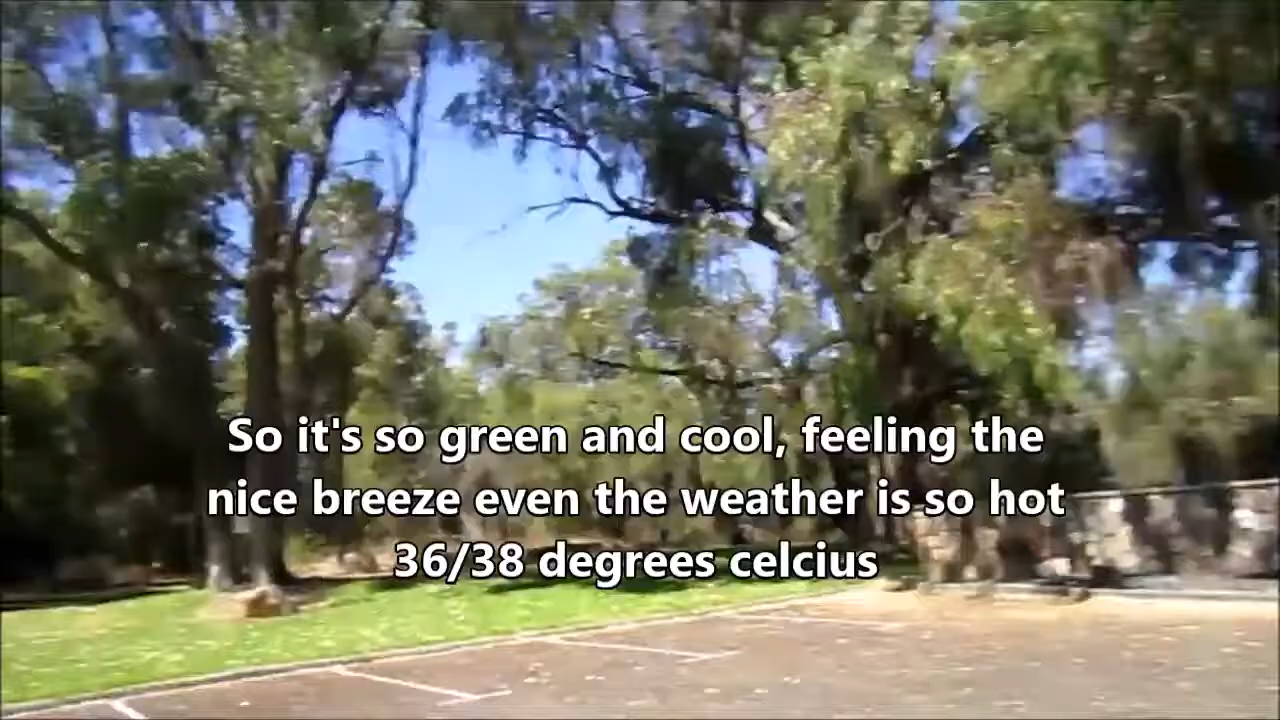 So it's so green and cool, feeling the
nice breeze even the weather is so hot
36/38 degrees celcius